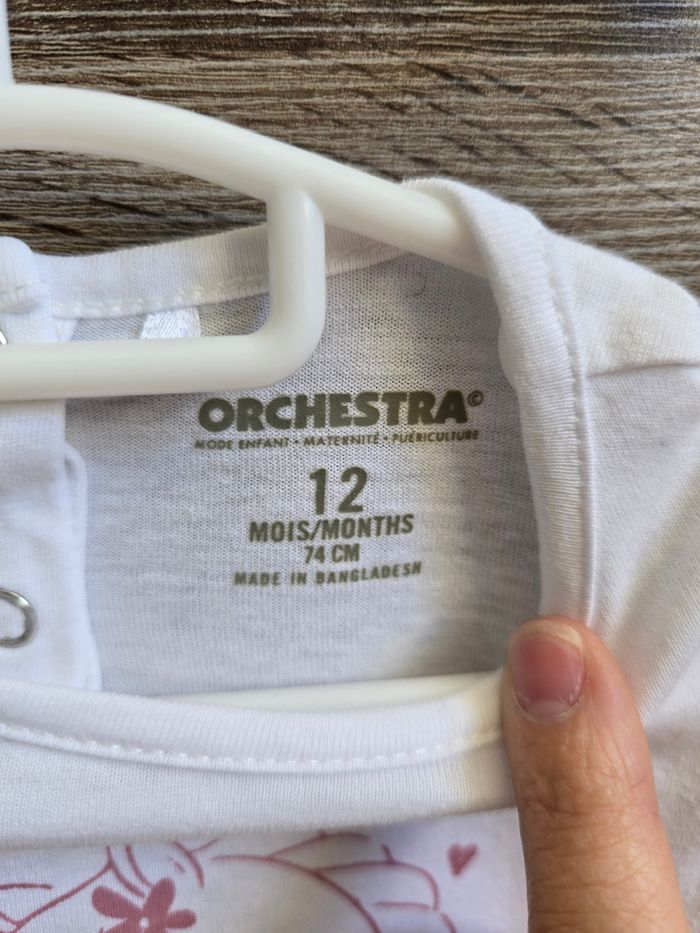 ORCHESTRA©
MODE ENFANT • MATERNITÉ • PUÉRICULTURE
12
MOIS/MONTHS
74 CM
MADE IN BANGLADESH